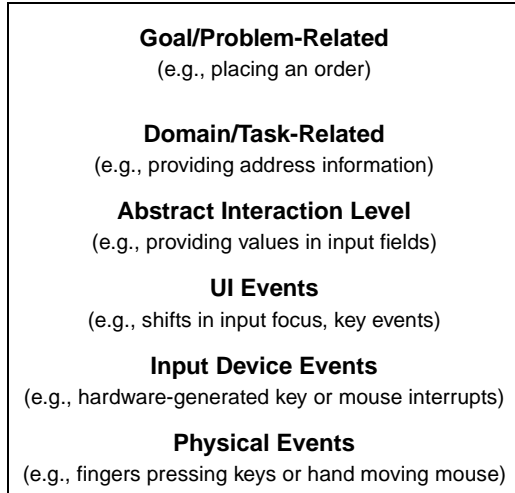 Goal/Problem-Related
(e.g., placing an order)
Domain/Task-Related
(e.g., providing address information)
Abstract Interaction Level
(e.g., providing values in input fields)
UI Events
(e.g., shifts in input focus, key events)
Input Device Events
(e.g., hardware-generated key or mouse interrupts)
Physical Events
(e.g., fingers pressing keys or hand moving mouse)